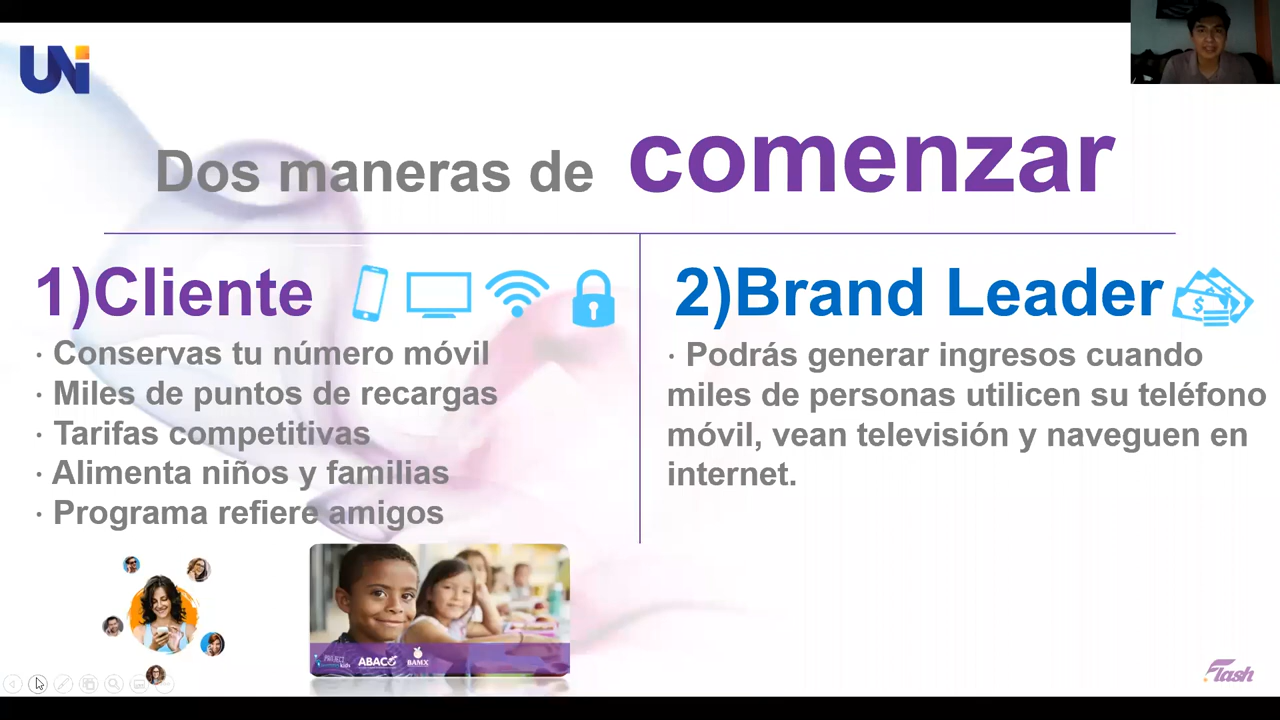 UNi
Dos maneras de comenzar
1)Cliente
· Conservas tu número móvil
· Miles de puntos de recargas
· Tarifas competitivas
· Alimenta niños y familias
· Programa refiere amigos
ABACO
BAMX
2)Brand Leader
$
· Podrás generar ingresos cuando
miles de personas utilicen su teléfono
móvil, vean televisión y naveguen en
internet.
Flash